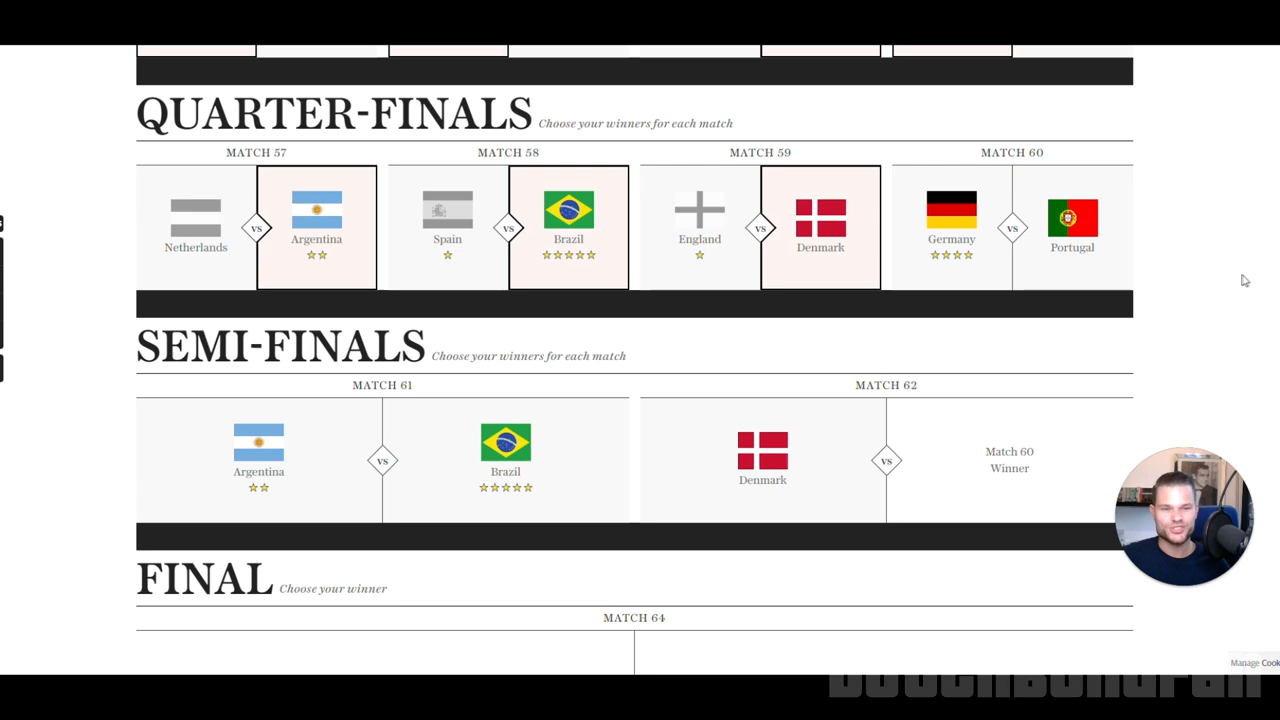 QUARTER-FINALS Choose your winners for each match
MATCH 57 MATCH 58 MATCH 59 MATCH 60
Netherlands vs Argentina Spain vs Brazil England vs Denmark Germany vs Portugal
SEMI-FINALS Choose your winners for each match
MATCH 61 MATCH 62
Argentina vs Brazil Denmark vs Match 60
Winner
FINAL Choose your winner
MATCH 64
Manage Cook